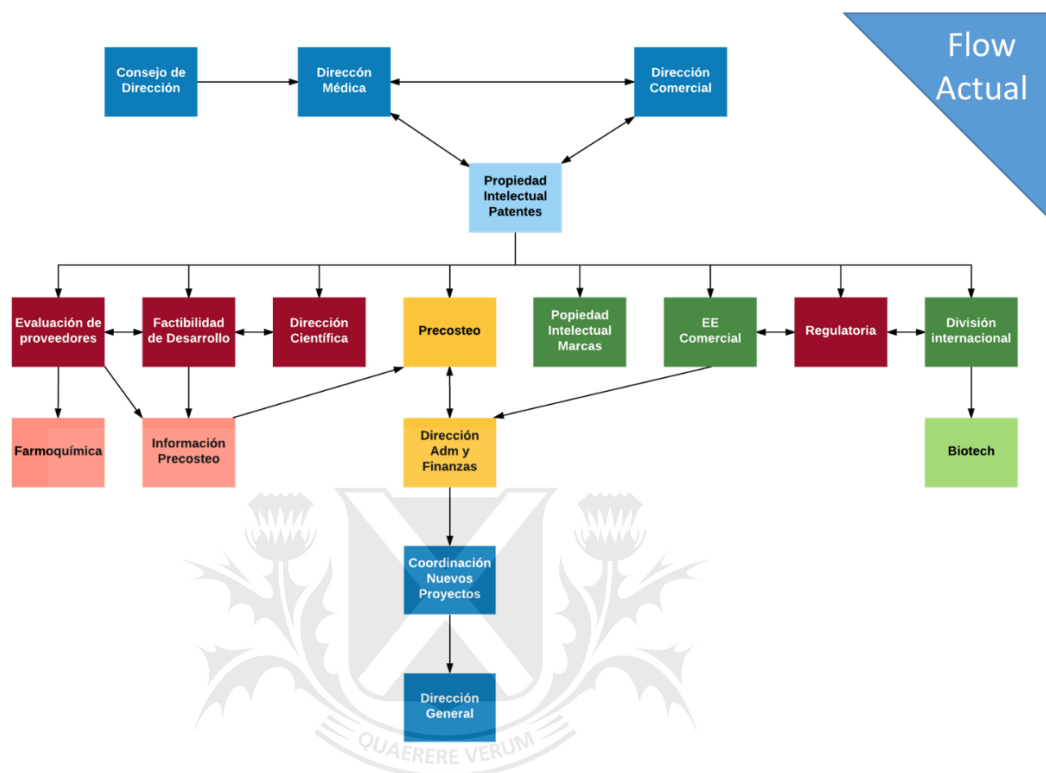 Flow
Actual
Consejo de
Dirección
Direccón
Médica
Dirección
Comercial
Propiedad
Intelectual
Patentes
Evaluación de
proveedores
Factibilidad
de Desarrollo
Dirección
Científica
Precosteo
Popiedad
Intelectual
Marcas
EE
Comercial
Regulatoria
División
internacional
Farmoquímica
Información
Precosteo
Dirección
Adm y
Finanzas
Biotech
Coordinación
Nuevos
Proyectos
Dirección
General
QUAERERE VERUM